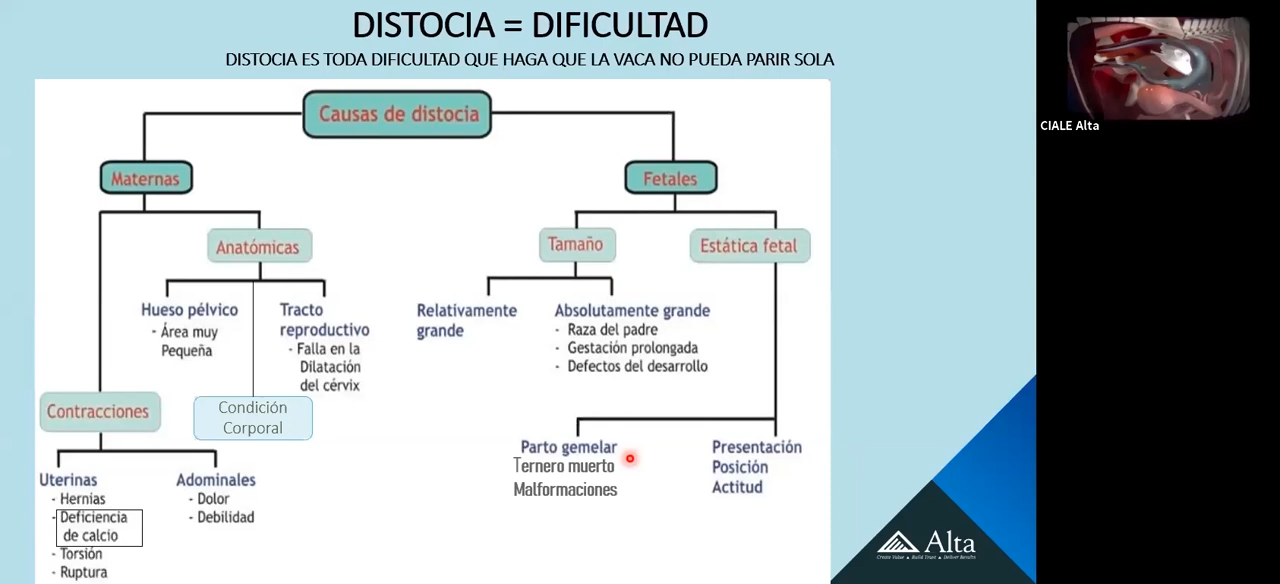 DISTOCIA = DIFICULTAD
DISTOCIA ES TODA DIFICULTAD QUE HAGA QUE LA VACA NO PUEDA PARIR SOLA
Causas de distocia
Maternas
Fetales
Anatómicas
Tamaño
Estática fetal
Hueso pélvico
- Área muy
Pequeña
Tracto
reproductivo
- Falla en la
Dilatación
del cérvix
Relativamente
grande
Absolutamente grande
- Raza del padre
- Gestación prolongada
- Defectos del desarrollo
Contracciones
Condición
Corporal
Parto gemelar
Ternero muerto
Malformaciones
Presentación
Posición
Actitud
Uterinas
- Hernias
- Deficiencia
de calcio
- Torsión
- Ruptura
Adominales
- Dolor
- Debilidad
Alta
Create Value ▲ Build Trust ▲ Deliver Results
CIALE Alta